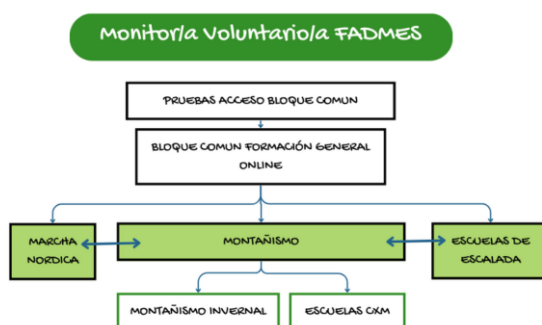 Monitor/a Voluntario/a FADMES
PRUEBAS ACCESO BLOQUE COMUN
BLOQUE COMUN FORMACIÓN GENERAL
ONLINE
MARCHA
NORDICA
MONTAÑISMO
ESCUELAS DE
ESCALADA
MONTAÑISMO INVERNAL
ESCUELAS CXM